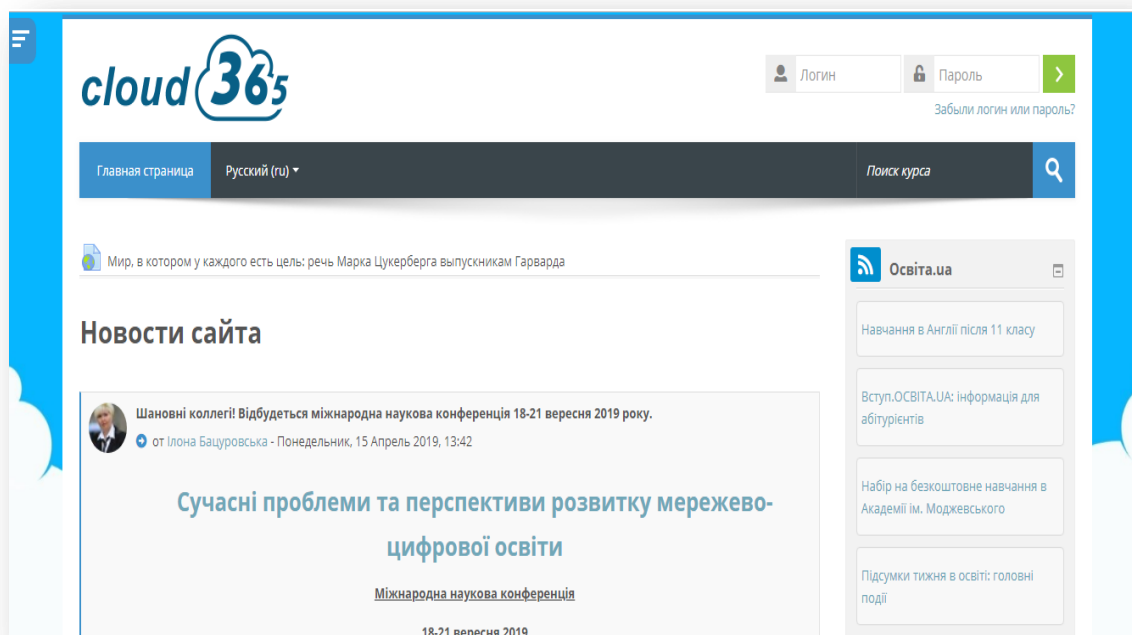 cloud 365
Логин
Пароль
Забыли логин или пароль?
Главная страница
Русский (ru)
Поиск курса
Мир, в котором у каждого есть цель: речь Марка Цукерберга выпускникам Гарварда
Новости сайта
Шановні коллегі! Відбудеться міжнародна наукова конференція 18-21 вересня 2019 року.
от Ілона Бацуровська - Понедельник, 15 Апрель 2019, 13:42
Сучасні проблеми та перспективи розвитку мережево-
цифрової освіти
Міжнародна наукова конференція
18-21 вересня 2019
Освіта.ua
Навчання в Англії після 11 класу
Вступ.ОСВІТА.UA: інформація для
абітурієнтів
Набір на безкоштовне навчання в
Академії ім. Моджевського
Підсумки тижня в освіті: головні
події